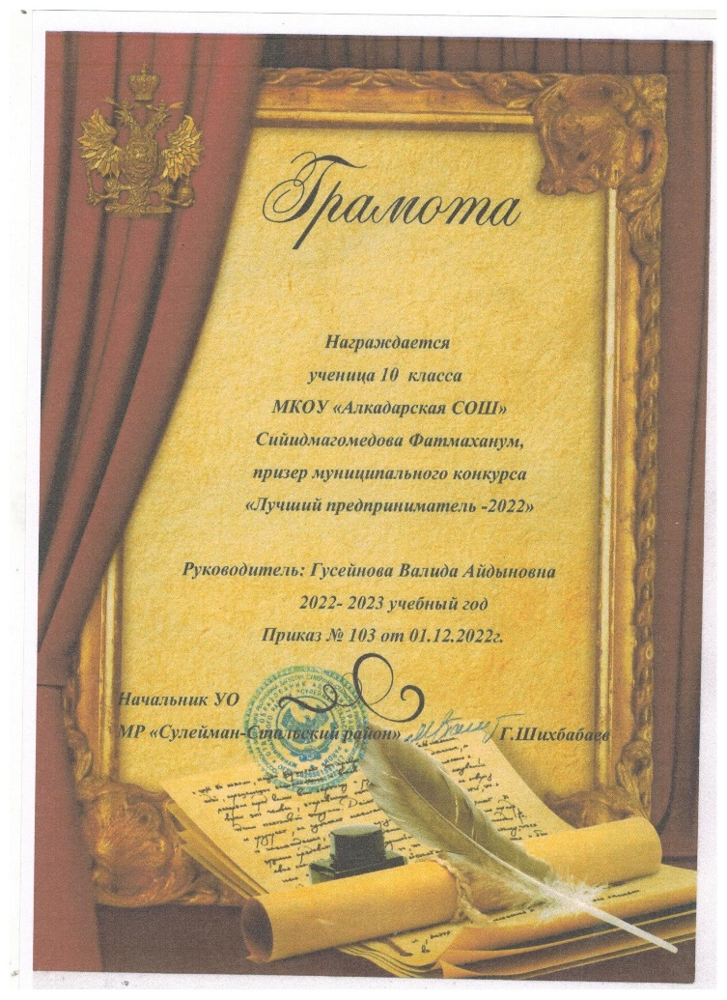 Грамота
Награждается
ученица 10 класса
МКОУ «Алкадарская СОШ»
Сийидмагомедова Фатмаханум,
призер муниципального конкурса
«Лучший предприниматель -2022»
Руководитель: Гусейнова Валида Айдыновна
2022- 2023 учебный год
Приказ № 103 от 01.12.2022г.
Начальник УО
МР «Сулейман-Стальский район» Г.Шихбабаев